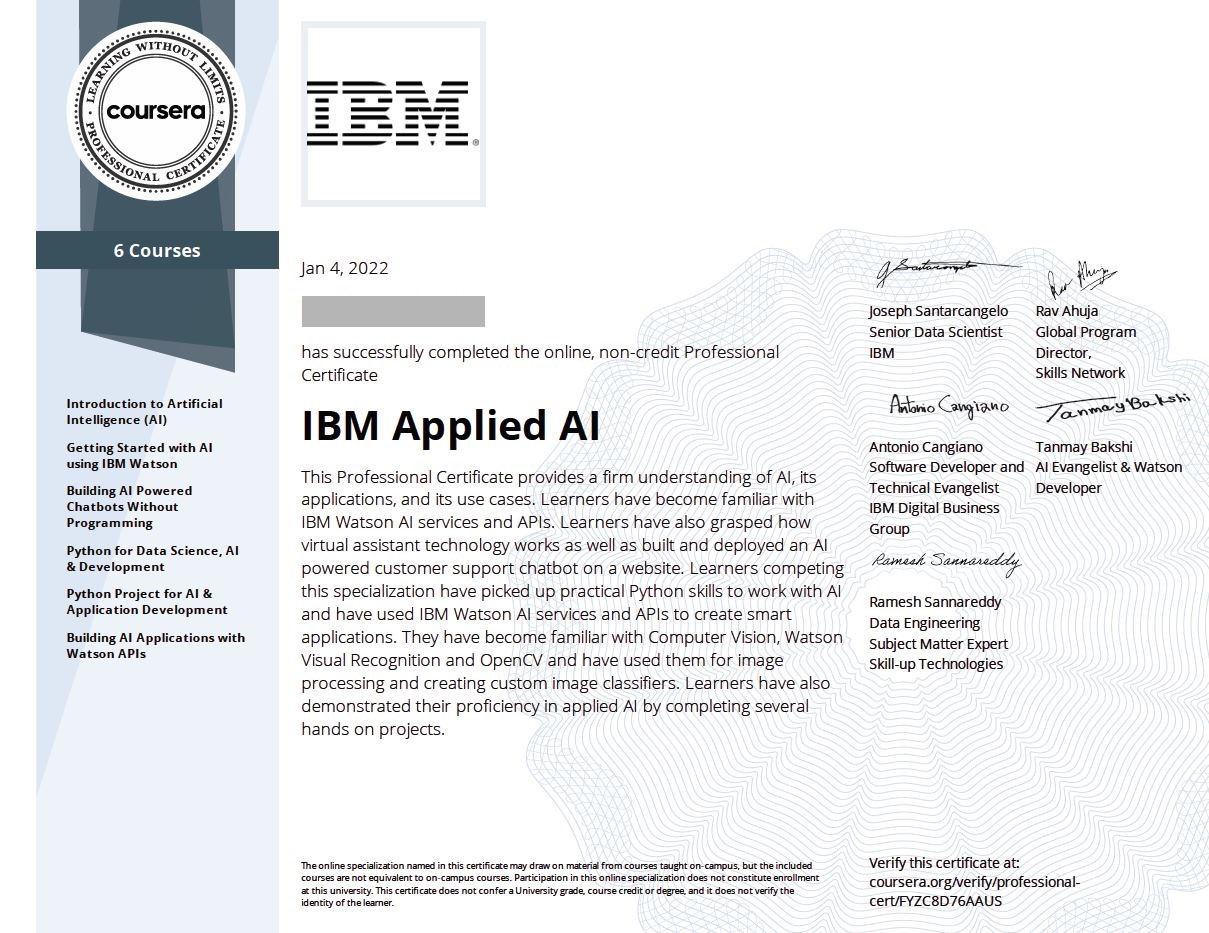 LEARNING WITHOUT LIMITS
coursera
PROFESSIONAL CERTIFICATE
6 Courses
Introduction to Artificial
Intelligence (AI)
Getting Started with AI
using IBM Watson
Building AI Powered
Chatbots Without
Programming
Python for Data Science, AI
& Development
Python Project for AI &
Application Development
Building AI Applications with
Watson APIs
IBM®
Jan 4, 2022
has successfully completed the online, non-credit Professional
Certificate
IBM Applied AI
This Professional Certificate provides a firm understanding of AI, its
applications, and its use cases. Learners have become familiar with
IBM Watson AI services and APIs. Learners have also grasped how
virtual assistant technology works as well as built and deployed an AI
powered customer support chatbot on a website. Learners competing
this specialization have picked up practical Python skills to work with AI
and have used IBM Watson AI services and APIs to create smart
applications. They have become familiar with Computer Vision, Watson
Visual Recognition and OpenCV and have used them for image
processing and creating custom image classifiers. Learners have also
demonstrated their proficiency in applied AI by completing several
hands on projects.
The online specialization named in this certificate may draw on material from courses taught on-campus, but the included
courses are not equivalent to on-campus courses. Participation in this online specialization does not constitute enrollment
at this university. This certificate does not confer a University grade, course credit or degree, and it does not verify the
identity of the learner.
J Santarcangelo
Joseph Santarcangelo
Senior Data Scientist
IBM
Rav Ahuja
Rav Ahuja
Global Program
Director,
Skills Network
Antonio Cangiano
Antonio Cangiano
Software Developer and
Technical Evangelist
IBM Digital Business
Group
Tanmay Bakshi
Tanmay Bakshi
AI Evangelist & Watson
Developer
Ramesh Sannareddy
Ramesh Sannareddy
Data Engineering
Subject Matter Expert
Skill-up Technologies
Verify this certificate at:
coursera.org/verify/professional-
cert/FYZC8D76AAUS